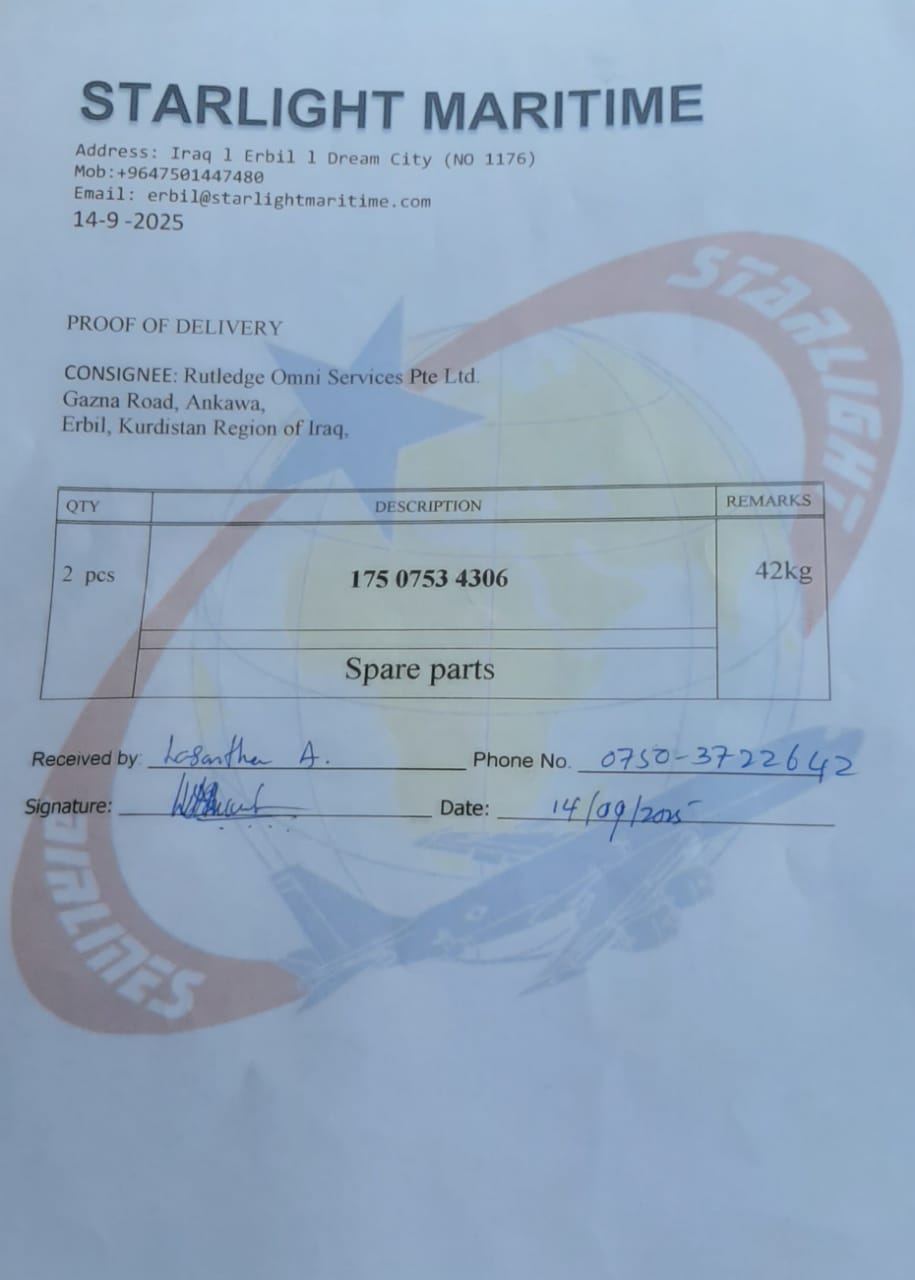 STARLIGHT MARITIME
Address: Iraq l Erbil l Dream City (NO 1176)
Mob:+9647501447480
Email: erbil@starlightmaritime.com
14-9 -2025
STARLIGHT
PROOF OF DELIVERY
CONSIGNEE: Rutledge Omni Services Pte Ltd.
Gazna Road, Ankawa,
Erbil, Kurdistan Region of Iraq,
QTY DESCRIPTION REMARKS
2 pcs 175 0753 4306 42kg
Spare parts
Received by: Lasantha A. Phone No. 0750-3722642
Signature: Date: 14/09/2025
AIRLINES